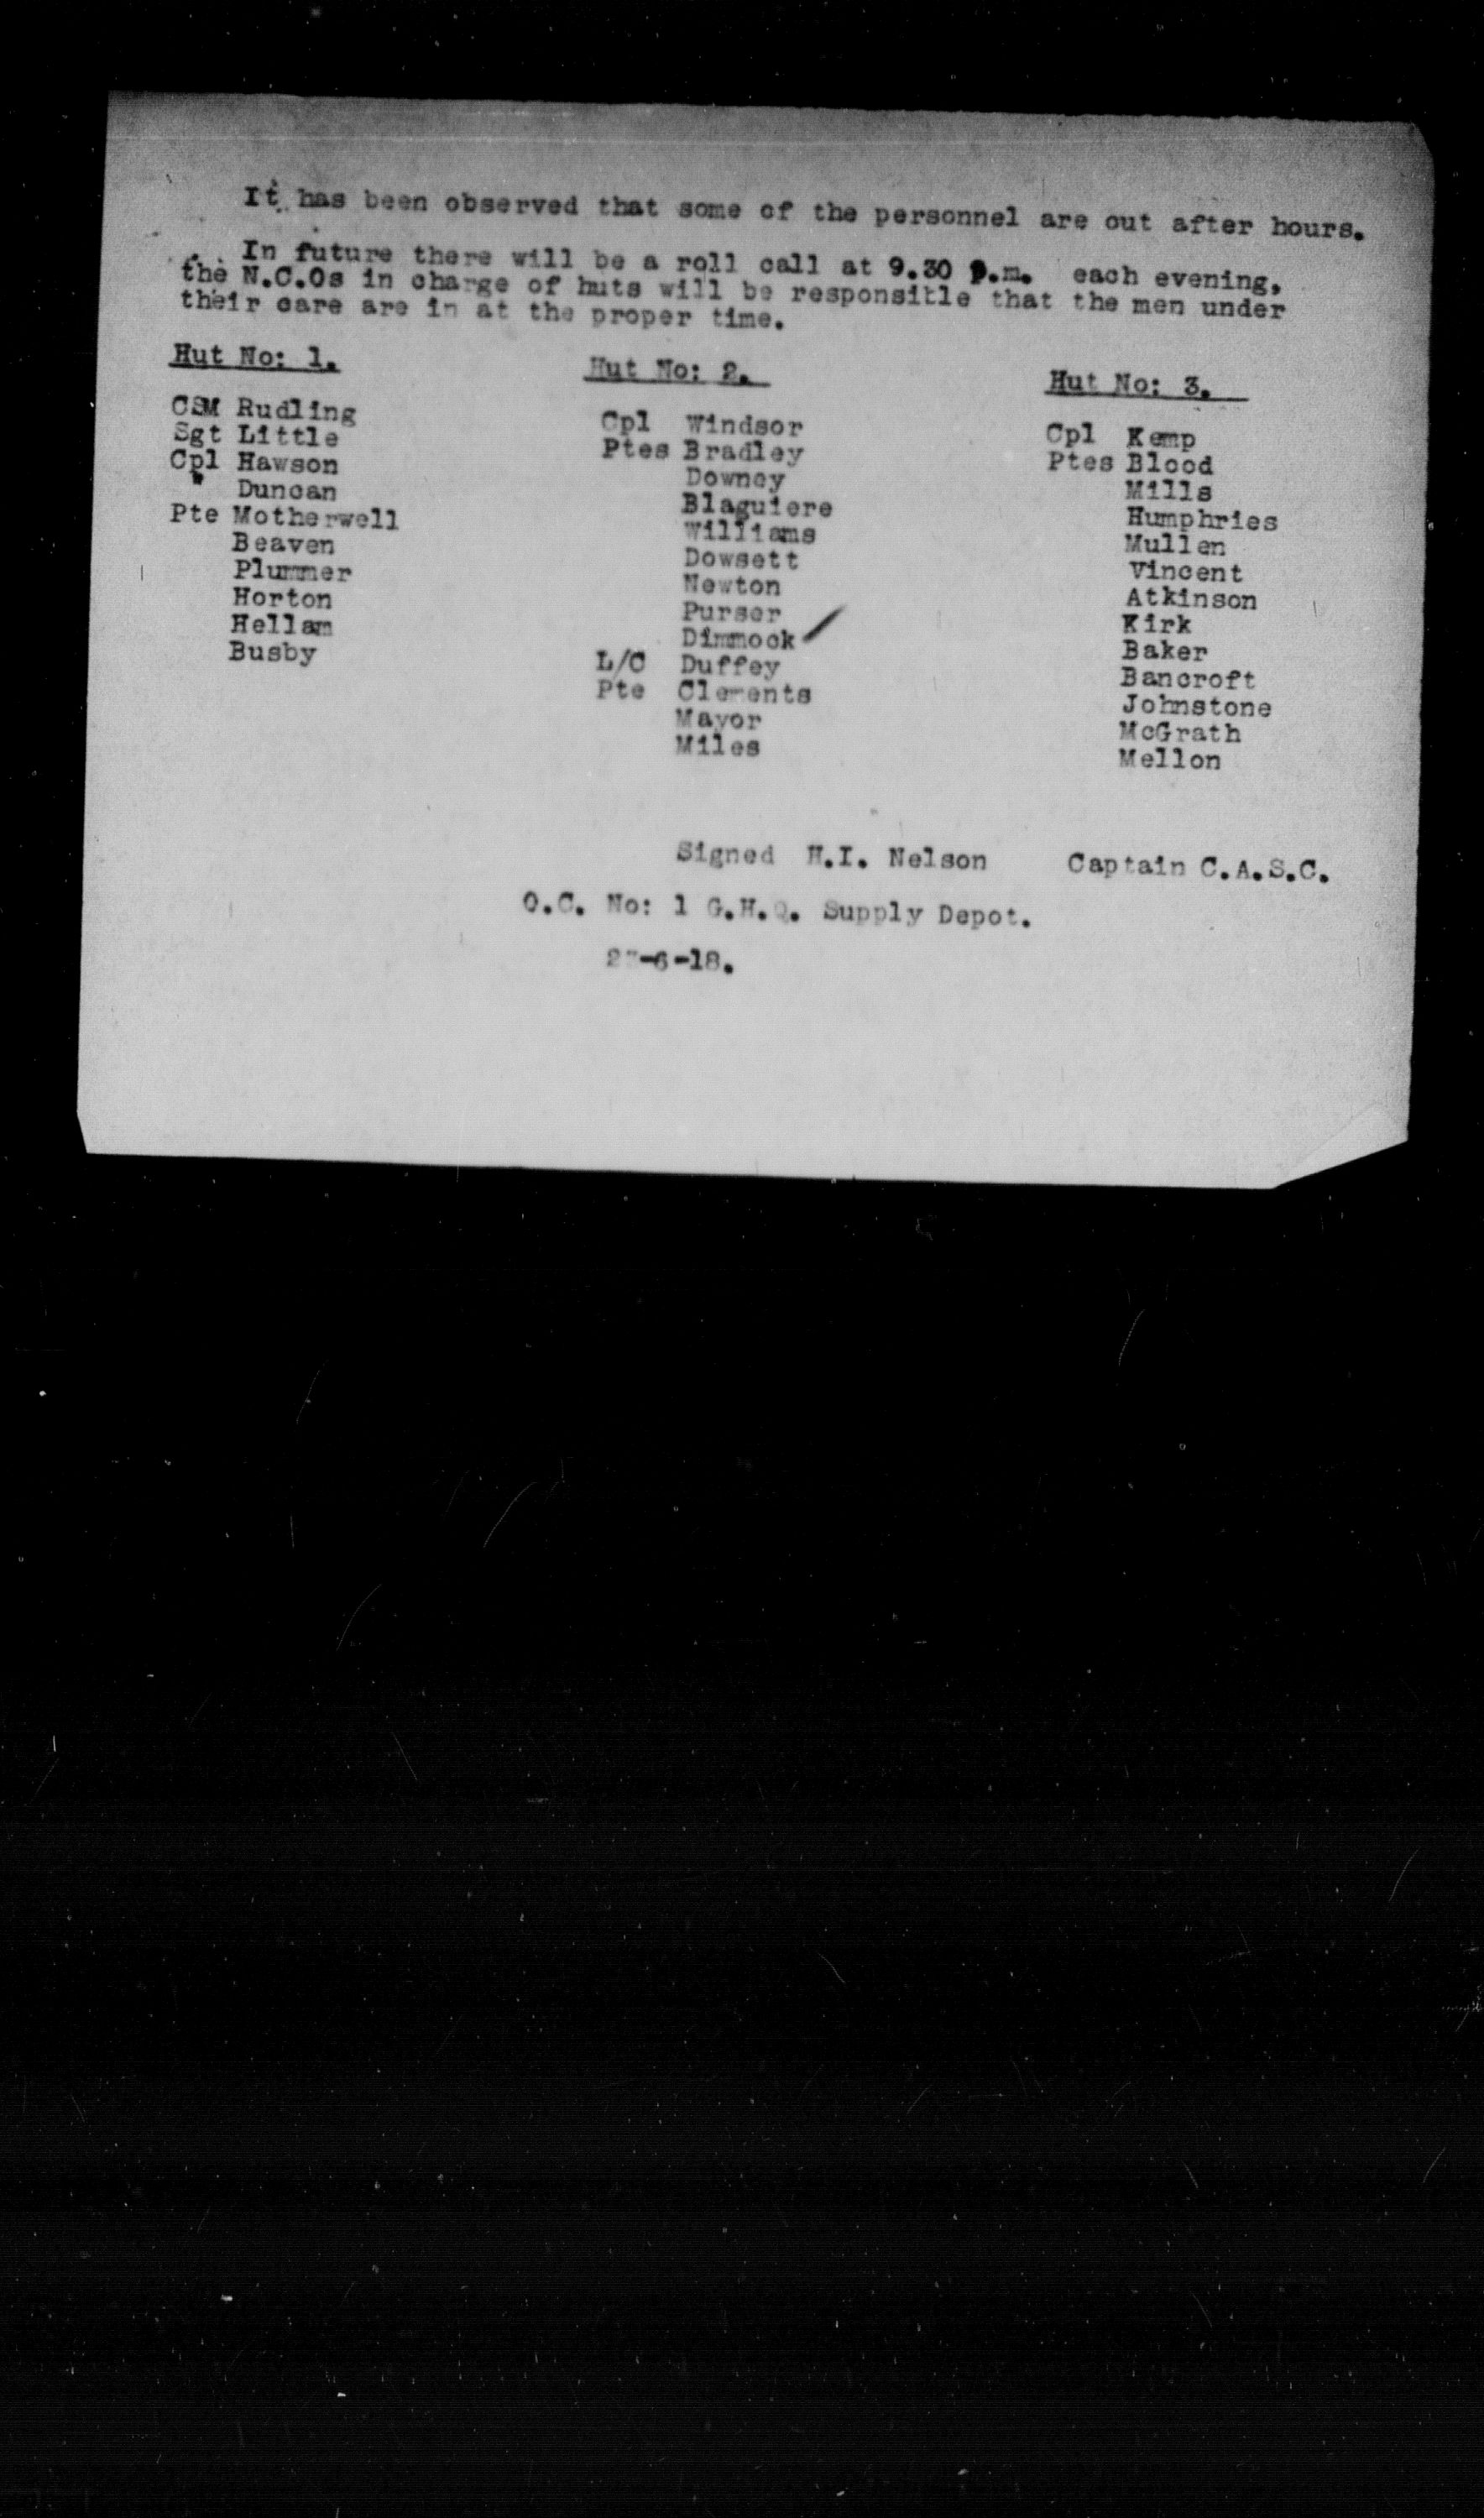 It has been observed that some of the personnel are out after hours.
In future there will be a roll call at 9.30 p.m. each evening,
the N.C.Os in charge of huts will be responsible that the men under
their care are in at the proper time.
Hut No: 1.
CSM Rudling
Sgt Little
Cpl Hawson
" Duncan
Pte Motherwell
Beaven
Plummer
Horton
Hellam
Busby
Hut No: 2.
Cpl Windsor
Ptes Bradley
Downey
Blaguiere
Williams
Dowsett
Newton
Purser
Dimmock
L/C Duffey
Pte Clements
Mayor
Miles
Hut No: 3.
Cpl Kemp
Ptes Blood
Mills
Humphries
Mullen
Vincent
Atkinson
Kirk
Baker
Bancroft
Johnstone
McGrath
Mellon
Signed H.I. Nelson Captain C.A.S.C.
O.C. No: 1 G.H.Q. Supply Depot.